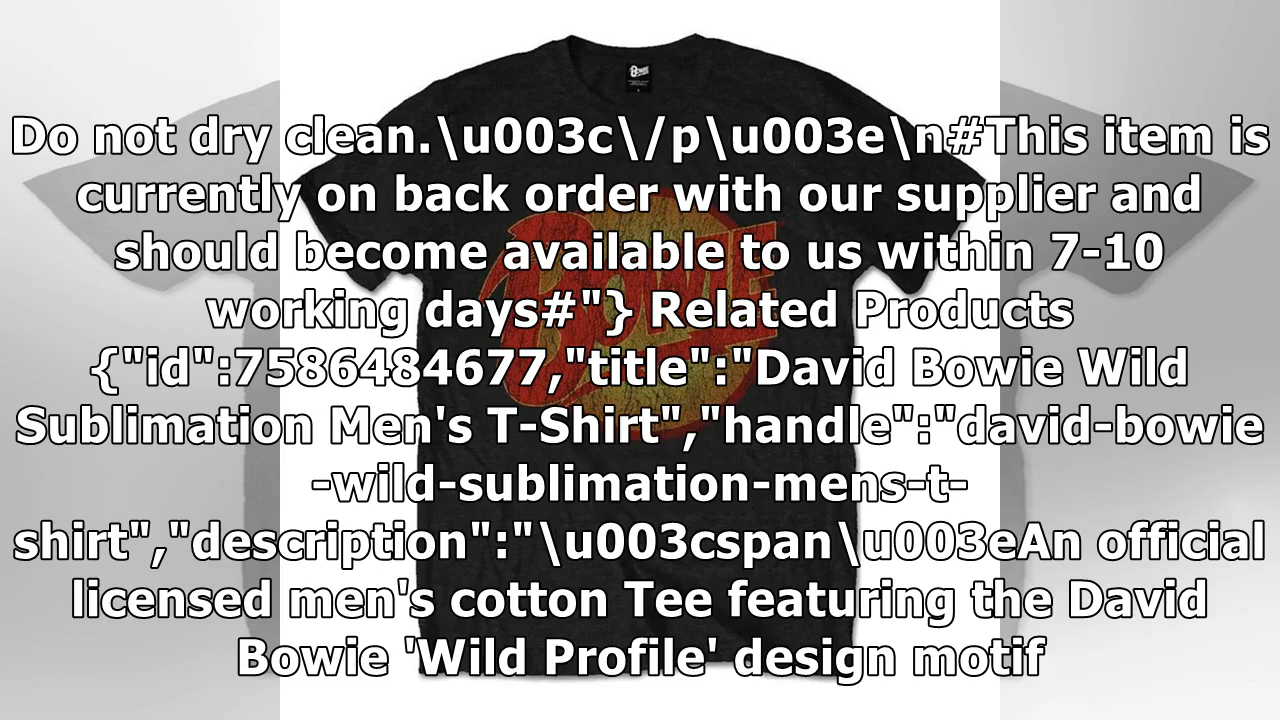 BOWIE
Do not dry clean.\u003c\/p\u003e\n#This item is
currently on back order with our supplier and
should become available to us within 7-10
working days#"} Related Products
{"id":7586484677,"title":"David Bowie Wild
Sublimation Men's T-Shirt","handle":"david-bowie
-wild-sublimation-mens-t-
shirt","description":"\u003cspan\u003eAn official
licensed men's cotton Tee featuring the David
Bowie 'Wild Profile' design motif
BOWIE